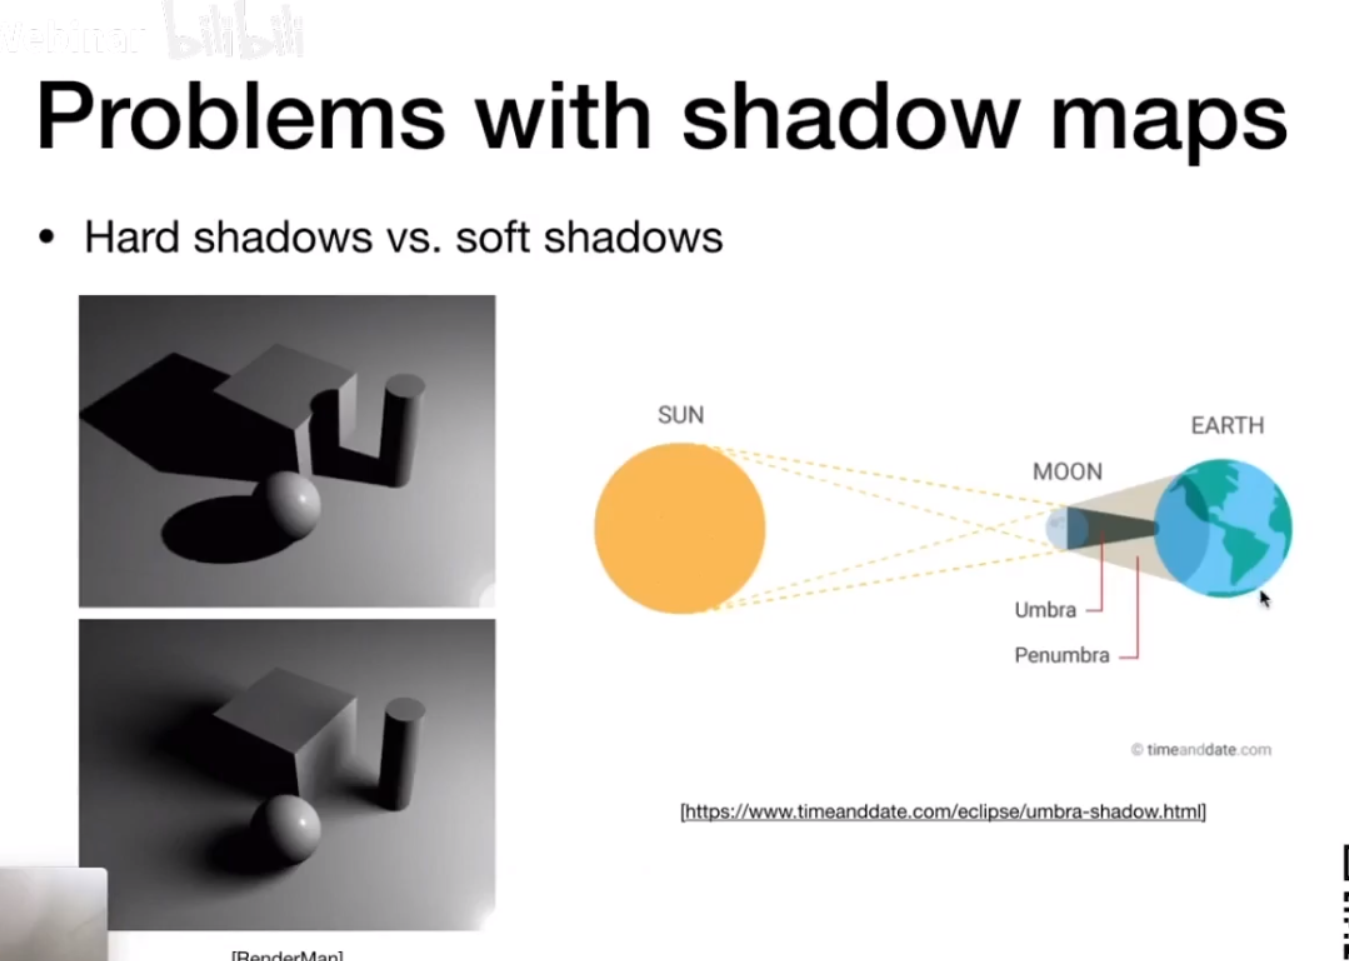 Webinar bilibili
Problems with shadow maps
• Hard shadows vs. soft shadows
SUN
EARTH
MOON
Umbra
Penumbra
© timeanddate.com
[https://www.timeanddate.com/eclipse/umbra-shadow.html]
[RenderMan]